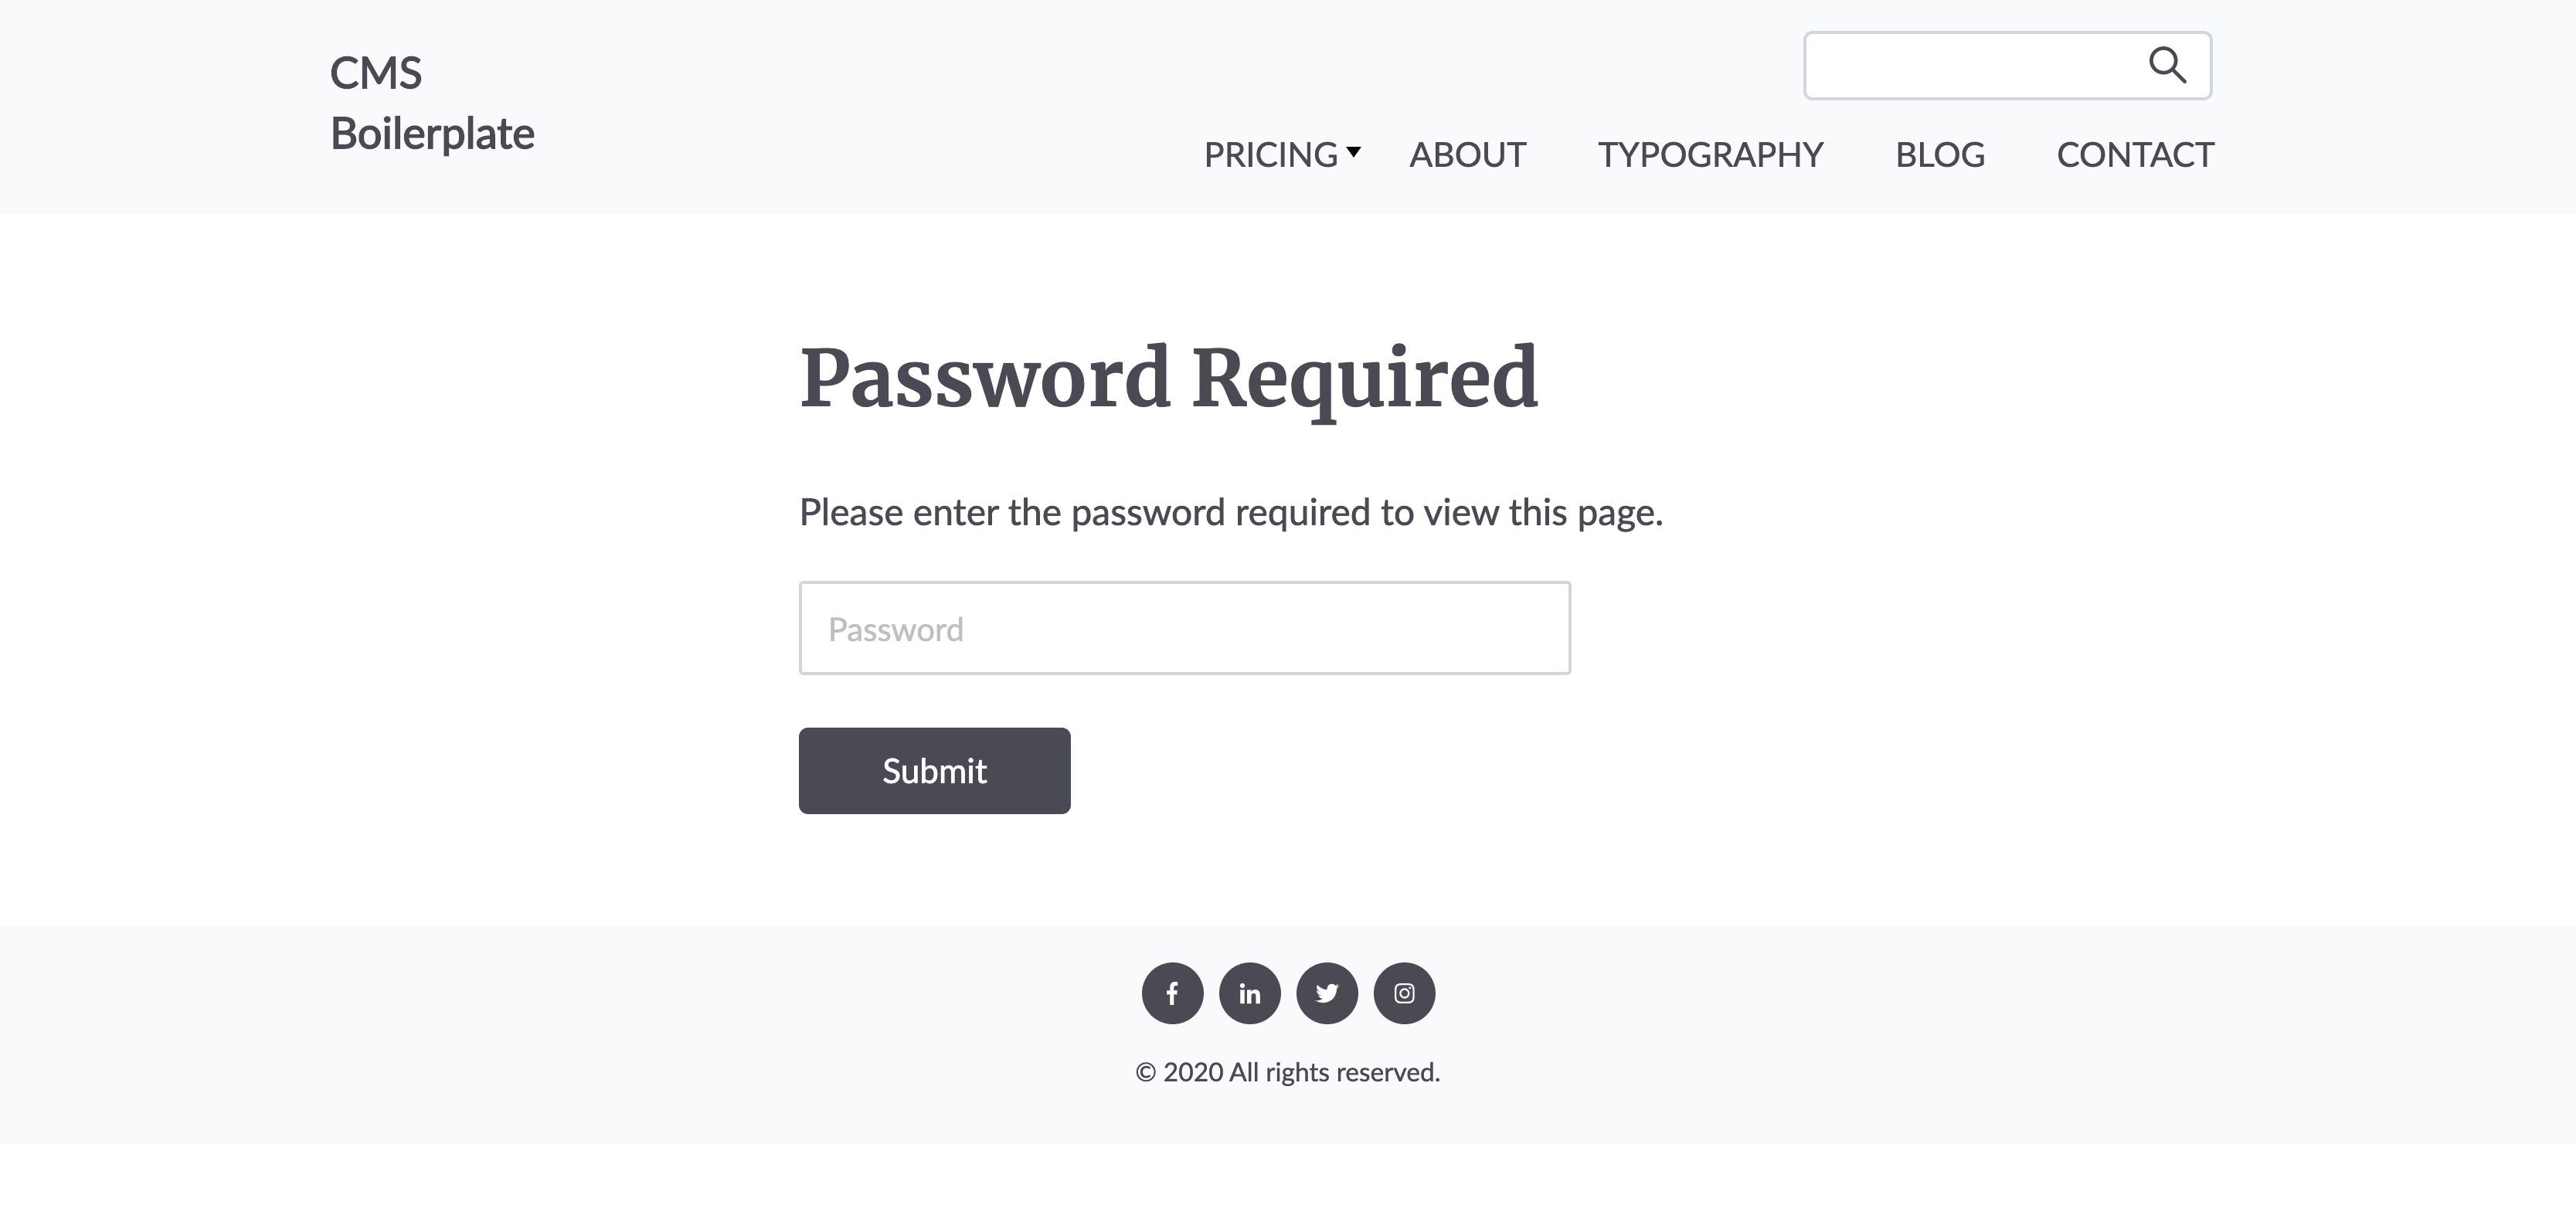 CMS
Boilerplate
PRICING ABOUT TYPOGRAPHY BLOG CONTACT
Password Required
Please enter the password required to view this page.
Password
Submit
© 2020 All rights reserved.